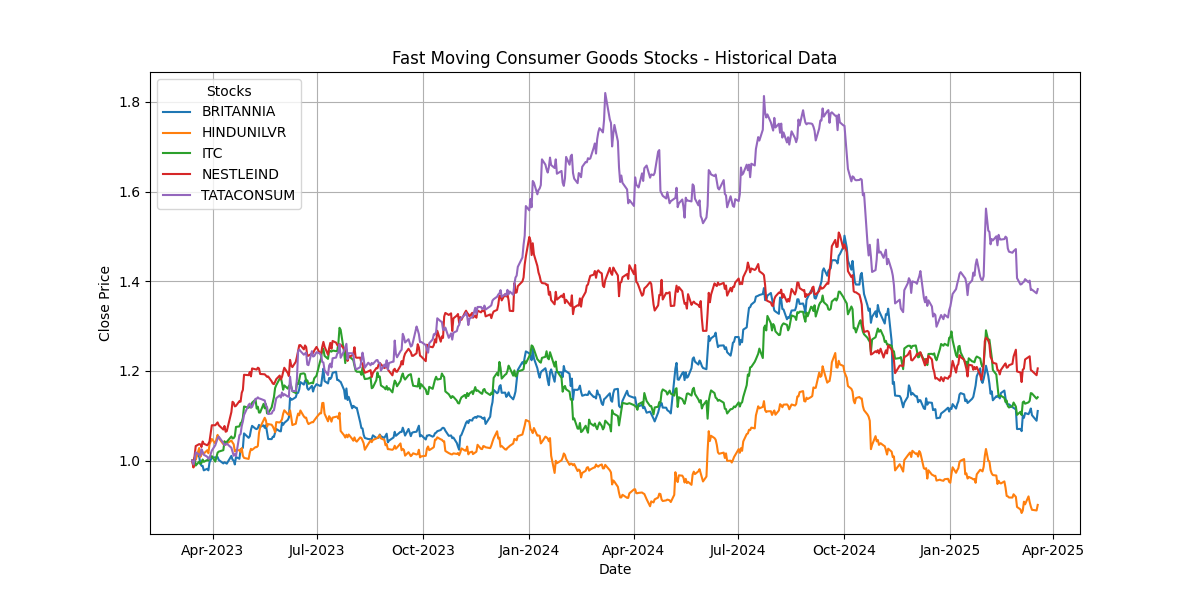 Fast Moving Consumer Goods Stocks - Historical Data
Stocks
BRITANNIA
HINDUNILVR
ITC
NESTLEIND
TATACONSUM
Close Price
1.8
1.6
1.4
1.2
1.0
Apr-2023
Jul-2023
Oct-2023
Jan-2024
Apr-2024
Jul-2024
Oct-2024
Jan-2025
Apr-2025
Date